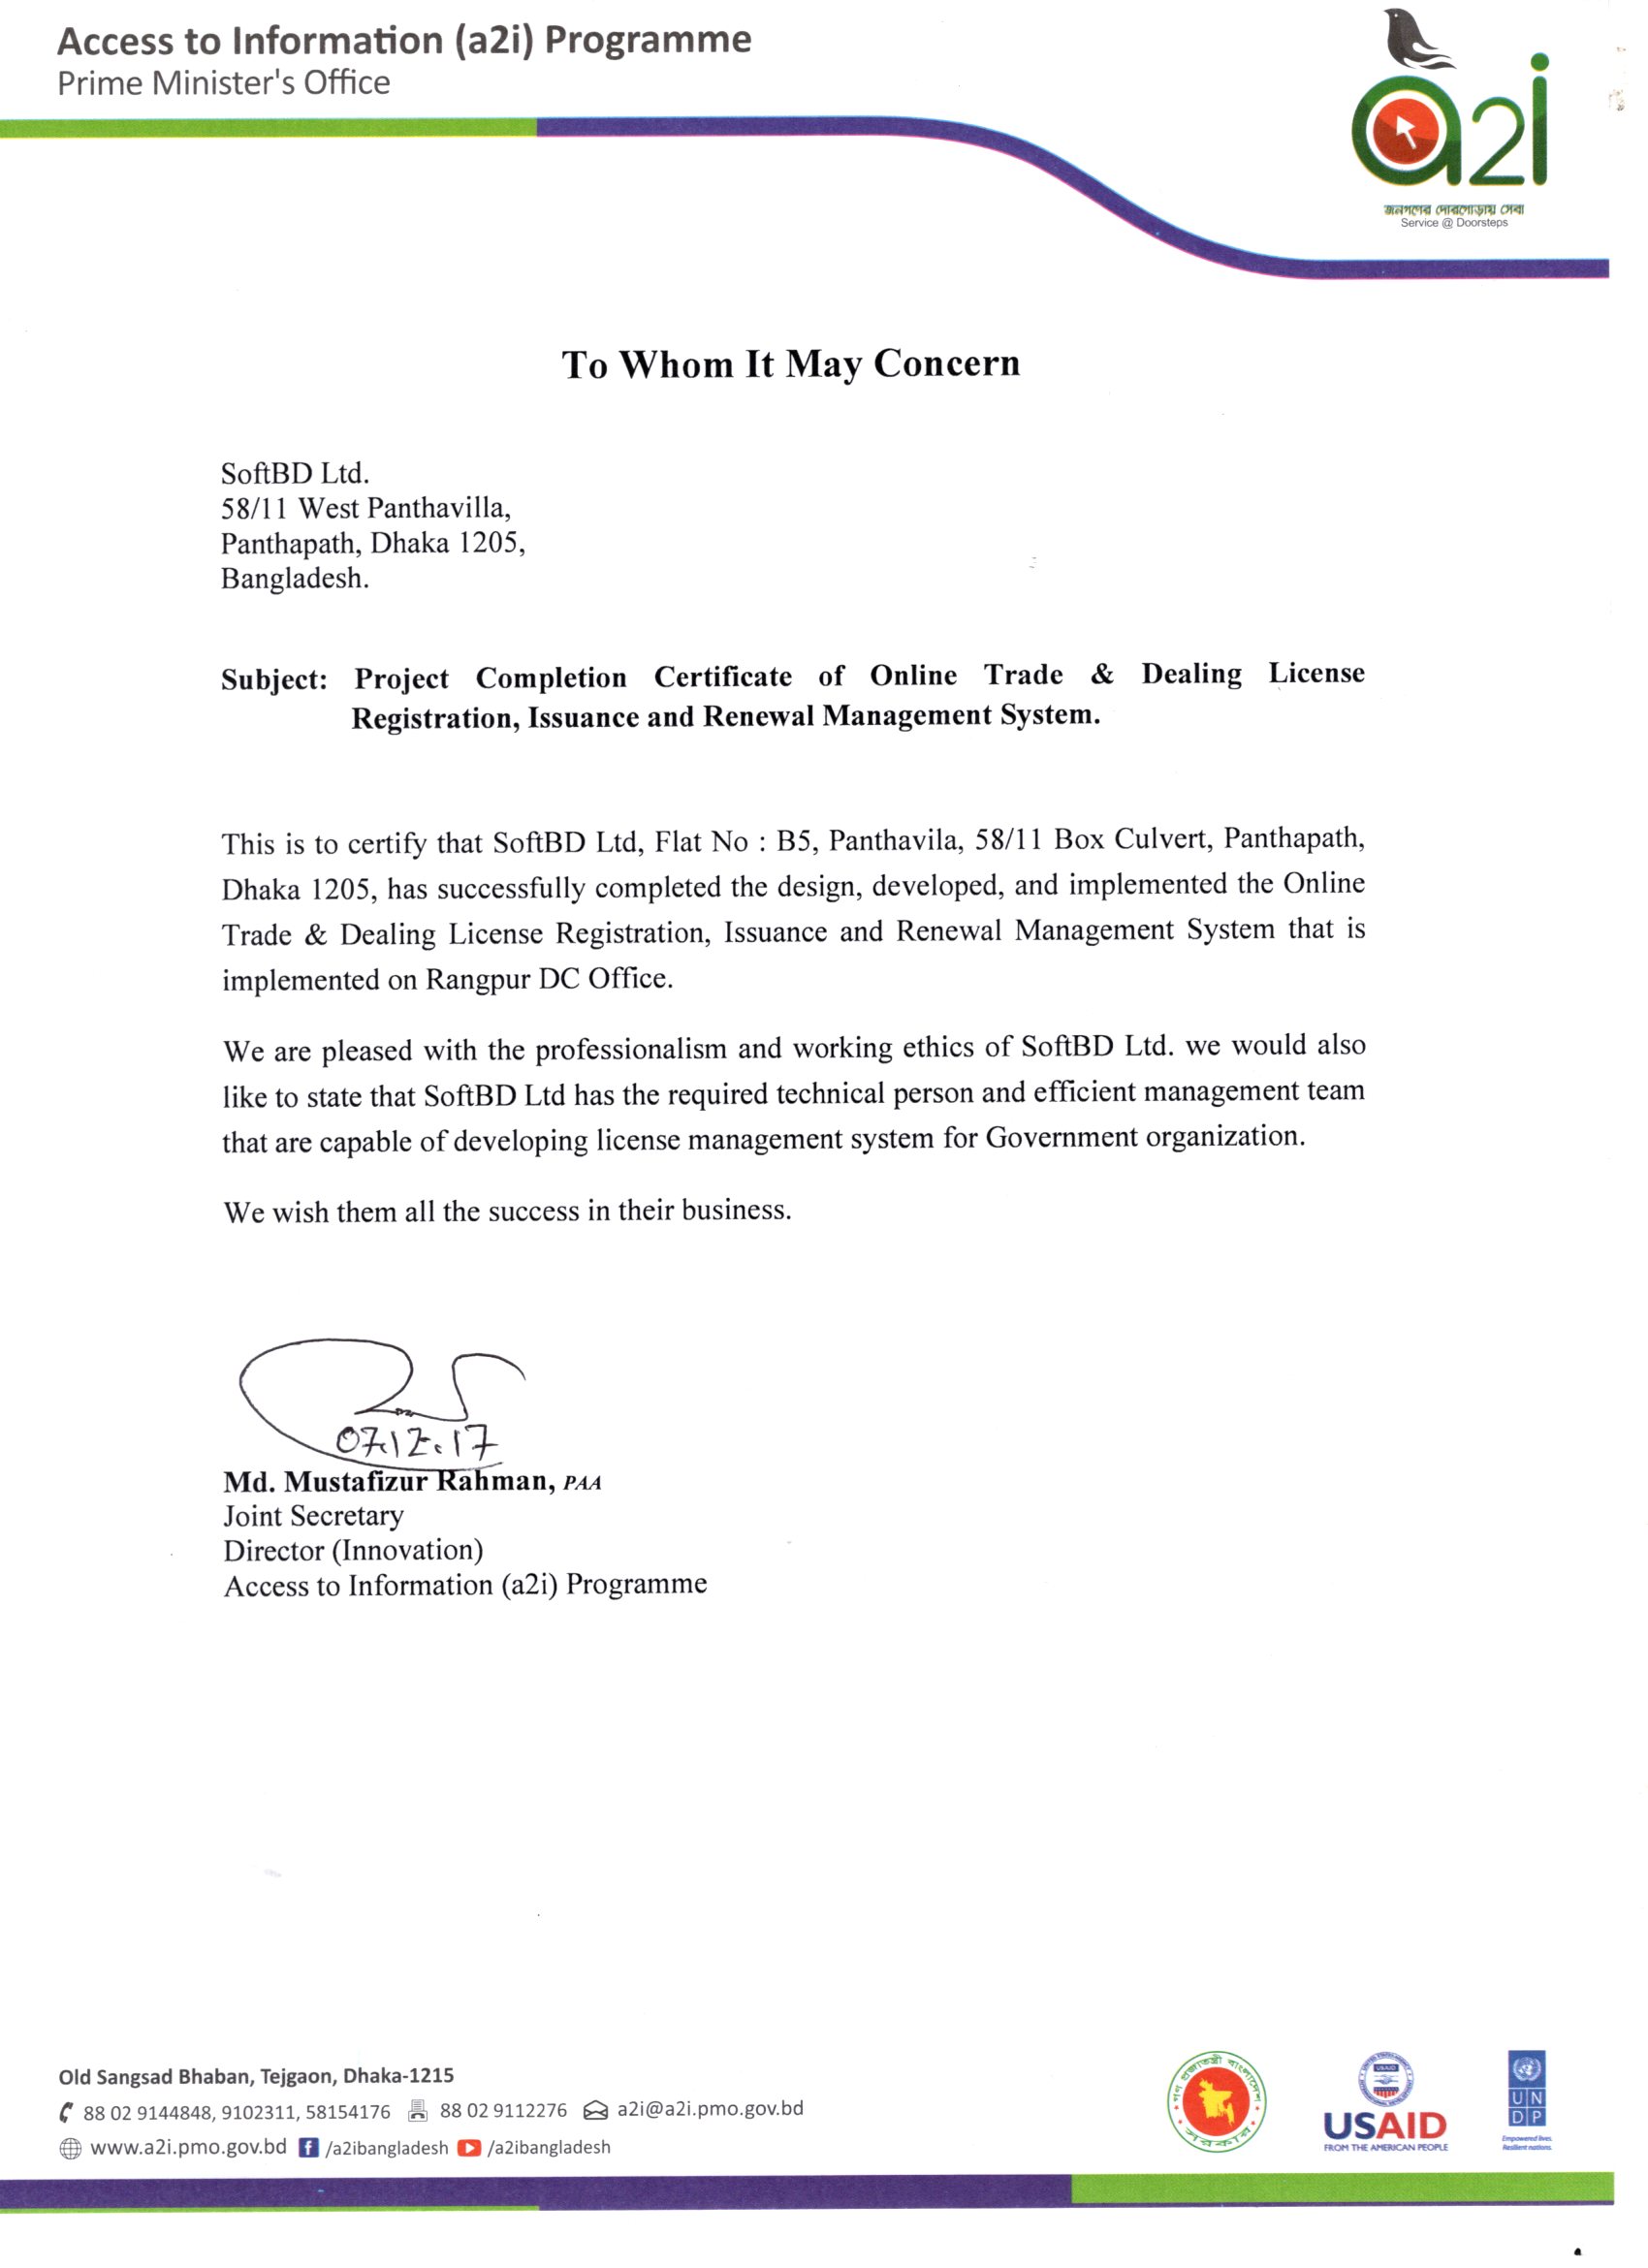 Access to Information (a2i) Programme
Prime Minister's Office
a2i
জনগণের দোরগোড়ায় সেবা
Service @ Doorsteps
To Whom It May Concern
SoftBD Ltd.
58/11 West Panthavilla,
Panthapath, Dhaka 1205,
Bangladesh.
Subject: Project Completion Certificate of Online Trade & Dealing License
Registration, Issuance and Renewal Management System.
This is to certify that SoftBD Ltd, Flat No : B5, Panthavila, 58/11 Box Culvert, Panthapath,
Dhaka 1205, has successfully completed the design, developed, and implemented the Online
Trade & Dealing License Registration, Issuance and Renewal Management System that is
implemented on Rangpur DC Office.
We are pleased with the professionalism and working ethics of SoftBD Ltd. we would also
like to state that SoftBD Ltd has the required technical person and efficient management team
that are capable of developing license management system for Government organization.
We wish them all the success in their business.
07.12.17
Md. Mustafizur Rahman, PAA
Joint Secretary
Director (Innovation)
Access to Information (a2i) Programme
Old Sangsad Bhaban, Tejgaon, Dhaka-1215
88 02 9144848, 9102311, 58154176 88 02 9112276 a2i@a2i.pmo.gov.bd
www.a2i.pmo.gov.bd /a2ibangladesh /a2ibangladesh
গণ প্রজাতন্ত্রী বাংলাদেশ
সরকার
USAID
USAID
FROM THE AMERICAN PEOPLE
UN
DP
Empowered lives.
Resilient nations.